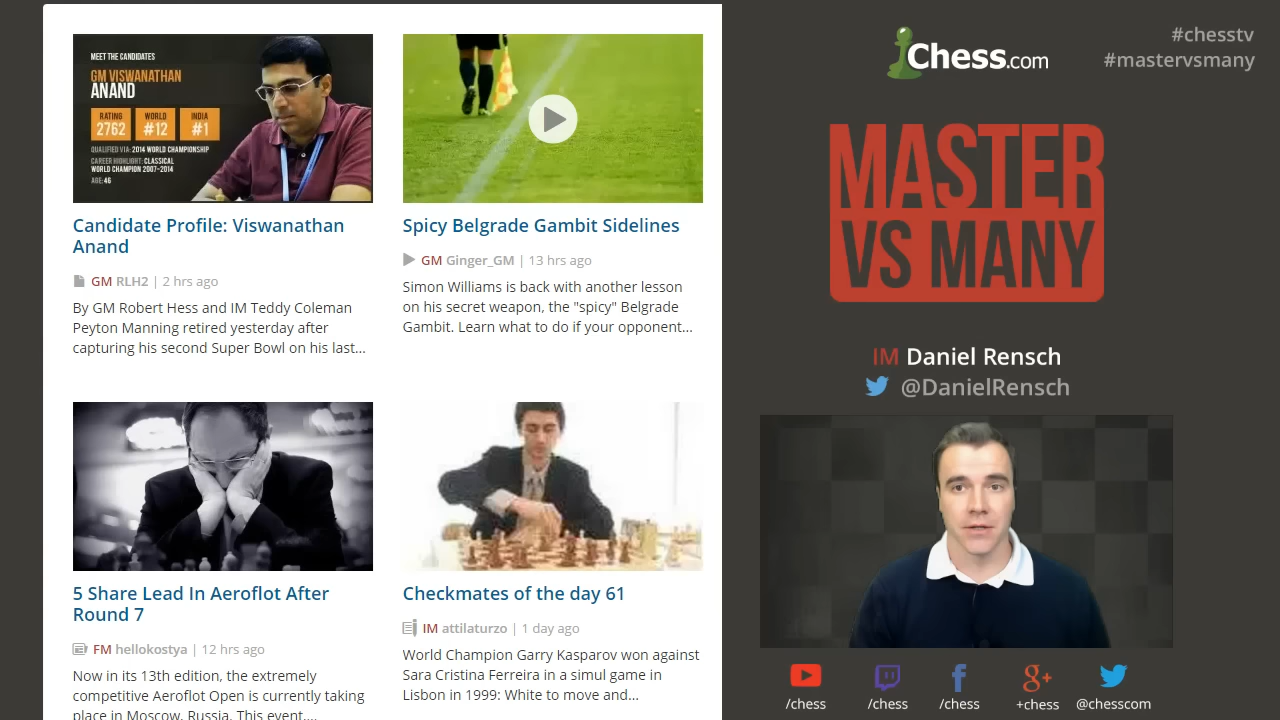 MEET THE CANDIDATES
GM VISWANATHAN
ANAND
RATING
2762
WORLD
#12
INDIA
#1
QUALIFIED VIA: 2014 WORLD CHAMPIONSHIP
CAREER HIGHLIGHT: CLASSICAL
WORLD CHAMPION 2007-2014
AGE: 46
Candidate Profile: Viswanathan
Anand
GM RLH2 | 2 hrs ago
By GM Robert Hess and IM Teddy Coleman
Peyton Manning retired yesterday after
capturing his second Super Bowl on his last...
Spicy Belgrade Gambit Sidelines
GM Ginger_GM | 13 hrs ago
Simon Williams is back with another lesson
on his secret weapon, the "spicy" Belgrade
Gambit. Learn what to do if your opponent...
5 Share Lead In Aeroflot After
Round 7
FM hellokostya | 12 hrs ago
Now in its 13th edition, the extremely
competitive Aeroflot Open is currently taking
place in Moscow, Russia. This event,...
Checkmates of the day 61
IM attilaturzo | 1 day ago
World Champion Garry Kasparov won against
Sara Cristina Ferreira in a simul game in
Lisbon in 1999: White to move and...
Chess.com
#chesstv
#mastervsmany
MASTER
VS MANY
IM Daniel Rensch
@DanielRensch
/chess
/chess
/chess
+chess
@chesscom